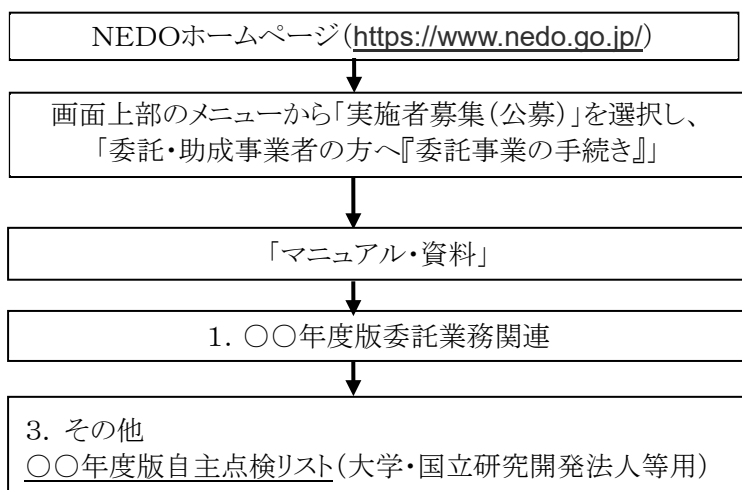 NEDOホームページ（https://www.nedo.go.jp/）
画面上部のメニューから「実施者募集（公募）」を選択し、
「委託・助成事業者の方へ『委託事業の手続き』」
「マニュアル・資料」
1．○○年度版委託業務関連
3．その他
○○年度版自主点検リスト（大学・国立研究開発法人等用）